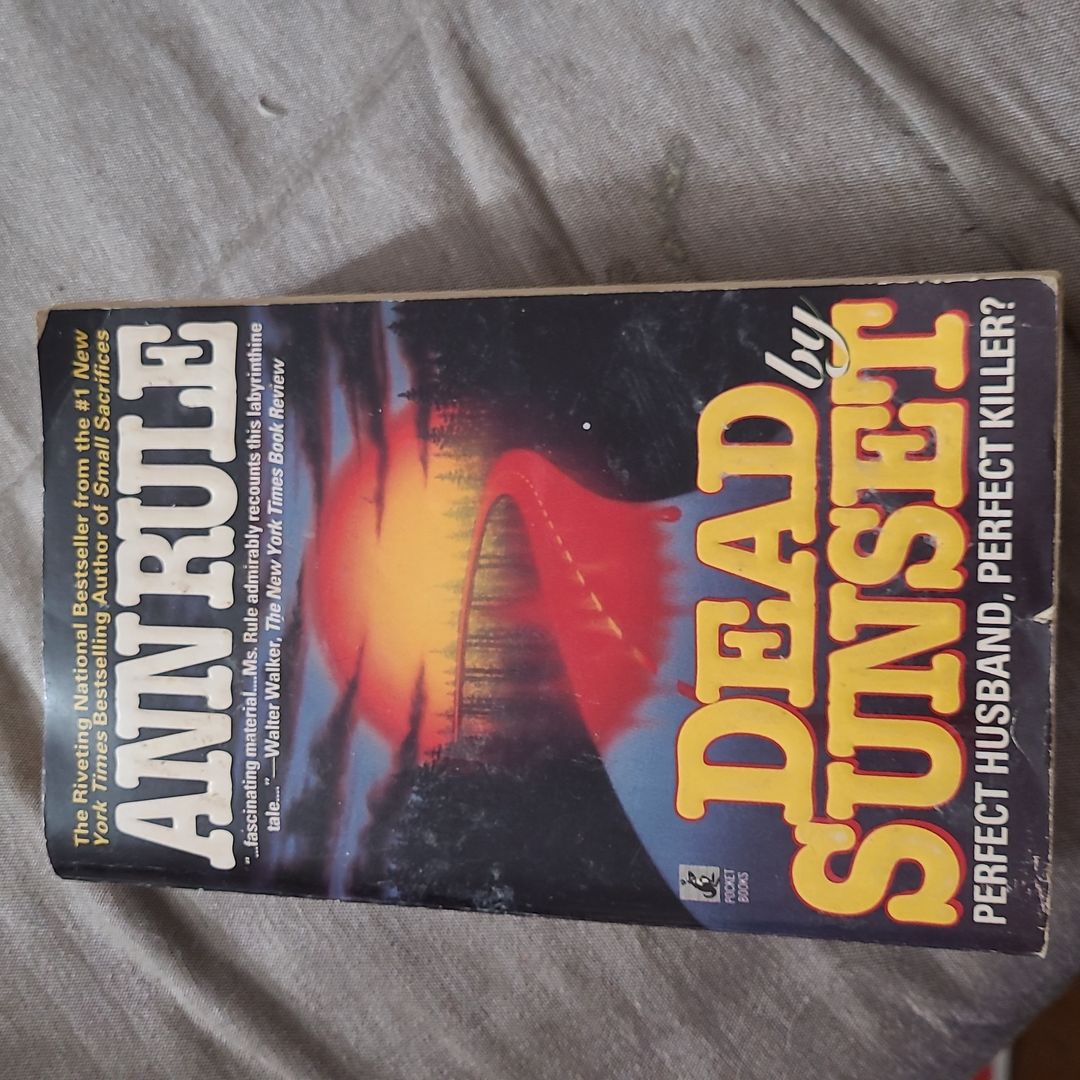 The Riveting National Bestseller from the #1 New
York Times Bestselling Author of Small Sacrifices
ANN RULE
"...fascinating material....Ms. Rule admirably recounts this labyrinthine
tale...."—Walter Walker, The New York Times Book Review
POCKET
BOOKS
DEAD by
SUNSET
PERFECT HUSBAND, PERFECT KILLER?